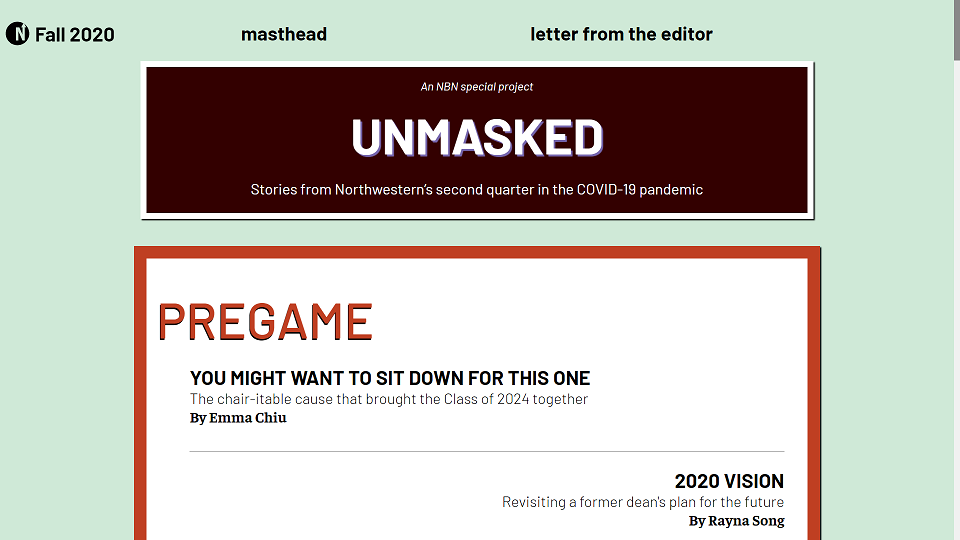 N Fall 2020 masthead letter from the editor
An NBN special project
UNMASKED
Stories from Northwestern’s second quarter in the COVID-19 pandemic
PREGAME
YOU MIGHT WANT TO SIT DOWN FOR THIS ONE
The chair-itable cause that brought the Class of 2024 together
By Emma Chiu
2020 VISION
Revisiting a former dean's plan for the future
By Rayna Song